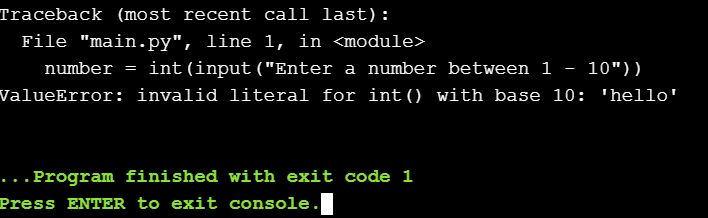 Traceback (most recent call last):
  File "main.py", line 1, in <module>
    number = int(input("Enter a number between 1 - 10"))
ValueError: invalid literal for int() with base 10: 'hello'
...Program finished with exit code 1
Press ENTER to exit console.